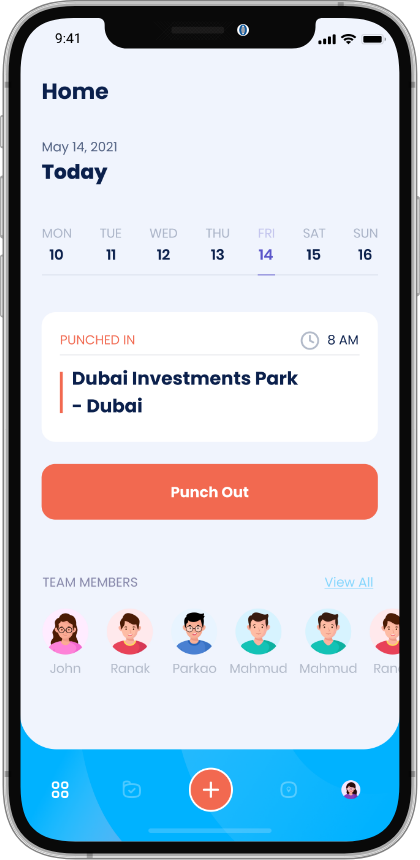 9:41
Home
May 14, 2021
Today
MON TUE WED THU FRI SAT SUN
10 11 12 13 14 15 16
PUNCHED IN 8 AM
Dubai Investments Park
- Dubai
Punch Out
TEAM MEMBERS View All
John Ranak Parkao Mahmud Mahmud